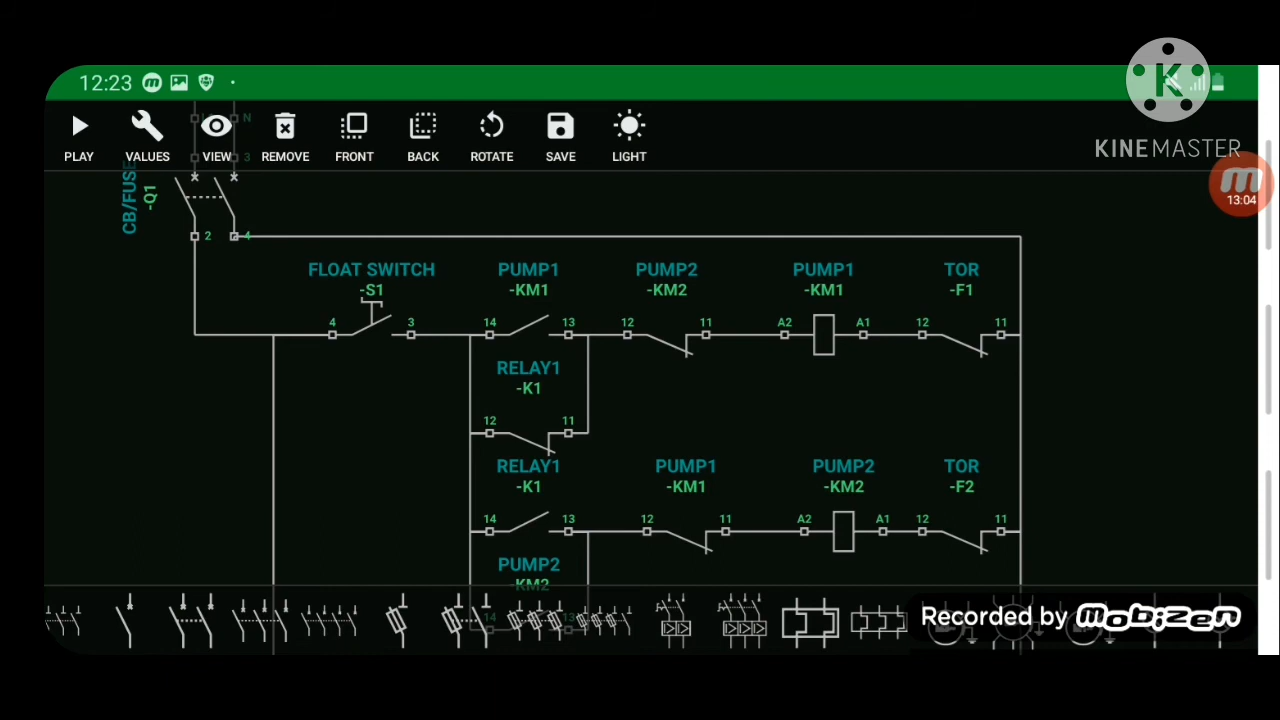 12:23
KINEMASTER
13:04
PLAY VALUES VIEW REMOVE FRONT BACK ROTATE SAVE LIGHT
N
3
CB/FUSE
-Q1
2 4
FLOAT SWITCH PUMP1 PUMP2 PUMP1 TOR
-S1 -KM1 -KM2 -KM1 -F1
4 3 14 13 12 11 A2 A1 12 11
RELAY1
-K1
12 11
RELAY1 PUMP1 PUMP2 TOR
-K1 -KM1 -KM2 -F2
14 13 12 11 A2 A1 12 11
PUMP2
-KM2
14 13
Recorded by mobizen